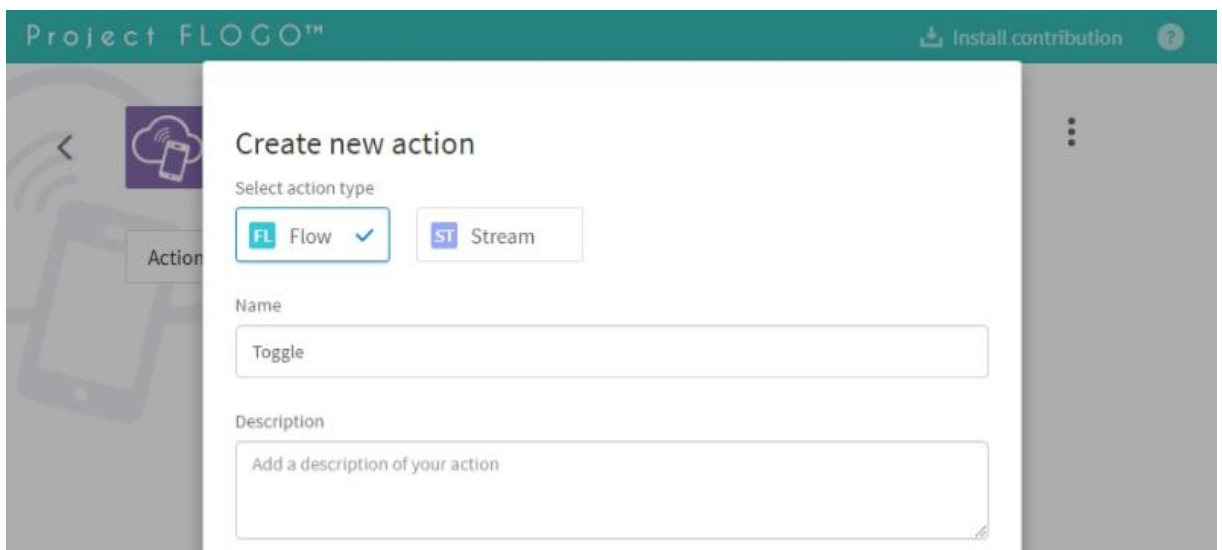 Project FLOGO™
Install contribution ?
Create new action
Select action type
FL Flow
ST Stream
Action
Name
Toggle
Description
Add a description of your action